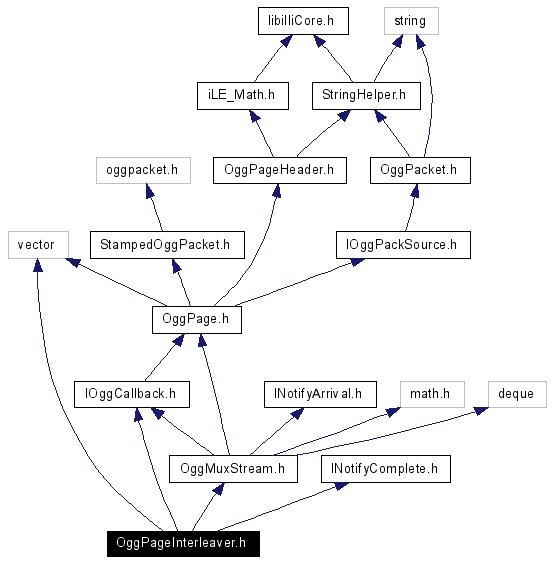 libilliCore.h
string
iLE_Math.h
StringHelper.h
oggpacket.h
OggPageHeader.h
OggPacket.h
vector
StampedOggPacket.h
IOggPackSource.h
OggPage.h
IOggCallback.h
INotifyArrival.h
math.h
deque
OggMuxStream.h
INotifyComplete.h
OggPageInterleaver.h